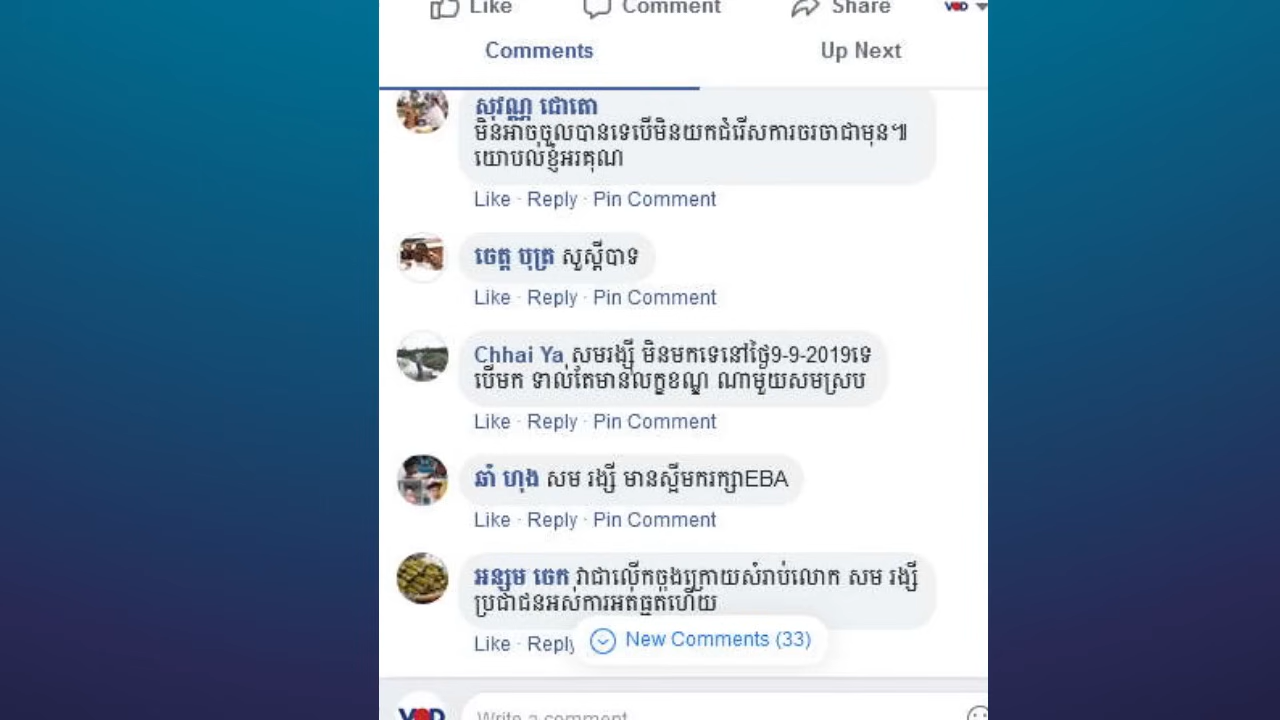 Like Comment Share VOD
Comments Up Next
សុវណ្ណ ជោតោ
មិនអាចចូលបានទេបើមិនយកជំរើសការចរចាជាមុន៕
យោបល់ខ្ញុំអរគុណ
Like · Reply · Pin Comment
ចេត្ត បុត្រ សួស្តីបាទ
Like · Reply · Pin Comment
Chhai Ya សមរង្ស៊ី មិនមកទេនៅថ្ងៃ9-9-2019ទេ
បើមក ទាល់តែមានលក្ខខណ្ឌ ណាមួយសមស្រប
Like · Reply · Pin Comment
ឆាំ ហុង សម រង្ស៊ី មានស្អីមករក្សាEBA
Like · Reply · Pin Comment
អន្សម ចេក វាជាលើកចុងក្រោយសំរាប់លោក សម រង្ស៊ី
ប្រជាជនអស់ការអត់ធ្មត់ហើយ
Like · Reply
New Comments (33)
VOD Write a comment